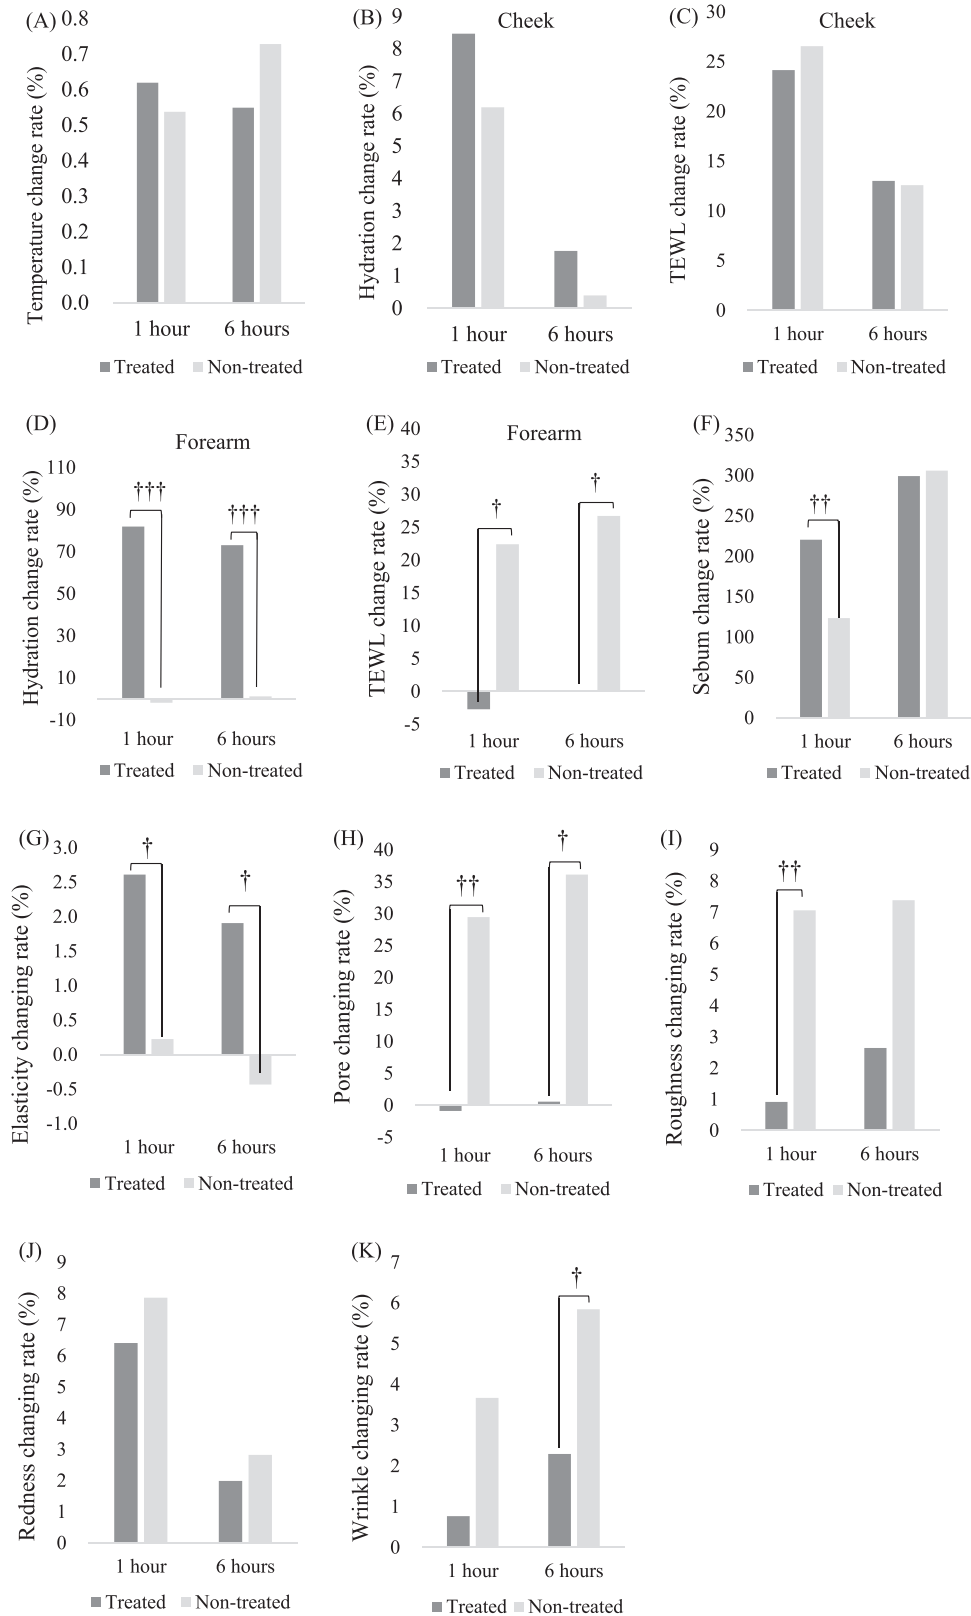 (A)
Temperature change rate (%)
0.8
0.7
0.6
0.5
0.4
0.3
0.2
0.1
0.0
1 hour 6 hours
Treated Non-treated
(B)
Cheek
Hydration change rate (%)
9
8
7
6
5
4
3
2
1
0
1 hour 6 hours
Treated Non-treated
(C)
Cheek
TEWL change rate (%)
30
25
20
15
10
5
0
1 hour 6 hours
Treated Non-treated
(D)
Forearm
Hydration change rate (%)
110
90
70
50
30
10
-10
†††
†††
1 hour 6 hours
Treated Non-treated
(E)
Forearm
TEWL change rate (%)
40
35
30
25
20
15
10
5
0
-5
†
†
1 hour 6 hours
Treated Non-treated
(F)
Sebum change rate (%)
350
300
250
200
150
100
50
0
††
1 hour 6 hours
Treated Non-treated
(G)
Elasticity changing rate (%)
3.0
2.5
2.0
1.5
1.0
0.5
0.0
-0.5
-1.0
†
†
1 hour 6 hours
Treated Non-treated
(H)
Pore changing rate (%)
40
35
30
25
20
15
10
5
0
-5
††
†
1 hour 6 hours
Treated Non-treated
(I)
Roughness changing rate (%)
9
8
7
6
5
4
3
2
1
0
††
1 hour 6 hours
Treated Non-treated
(J)
Redness changing rate (%)
9
8
7
6
5
4
3
2
1
0
1 hour 6 hours
Treated Non-treated
(K)
Wrinkle changing rate (%)
7
6
5
4
3
2
1
0
†
1 hour 6 hours
Treated Non-treated